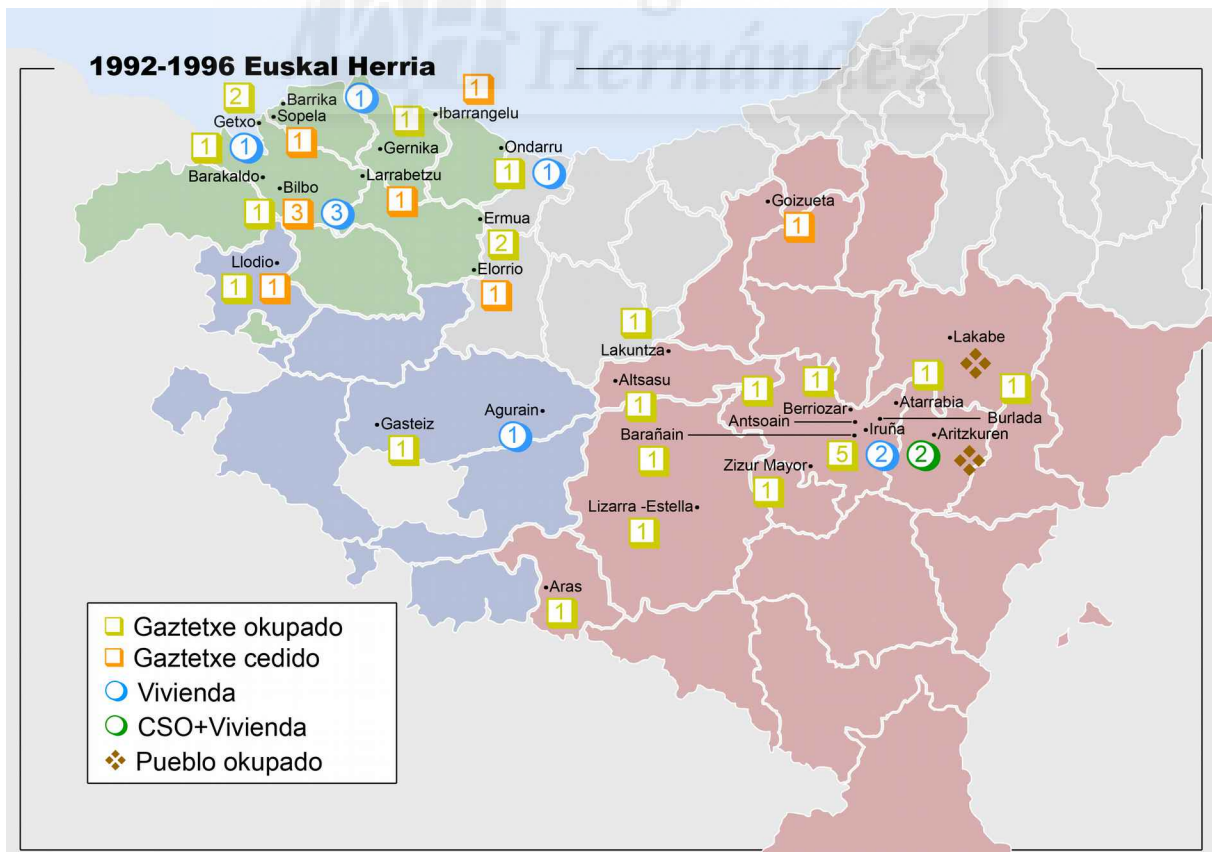 Hernández
1992-1996 Euskal Herria
1
2
Barrika
1
Sopela
Ibarrangelu
Getxo
1
1
1
1
Gernika
Ondarru
Barakaldo
Larrabetzu
1
1
Bilbo
1
Goizueta
1
3
3
Ermua
1
2
Llodio
Elorrio
1
1
1
1
Lakabe
Lakuntza
Altsasu
1
1
1
1
1
Berriozar
Atarrabia
Agurain
Antsoain
Burlada
Gasteiz
Iruña
Aritzkuren
1
Barañain
1
5
2
2
1
Zizur Mayor
1
Lizarra -Estella
1
Aras
1
Gaztetxe okupado
Gaztetxe cedido
Vivienda
CSO+Vivienda
Pueblo okupado